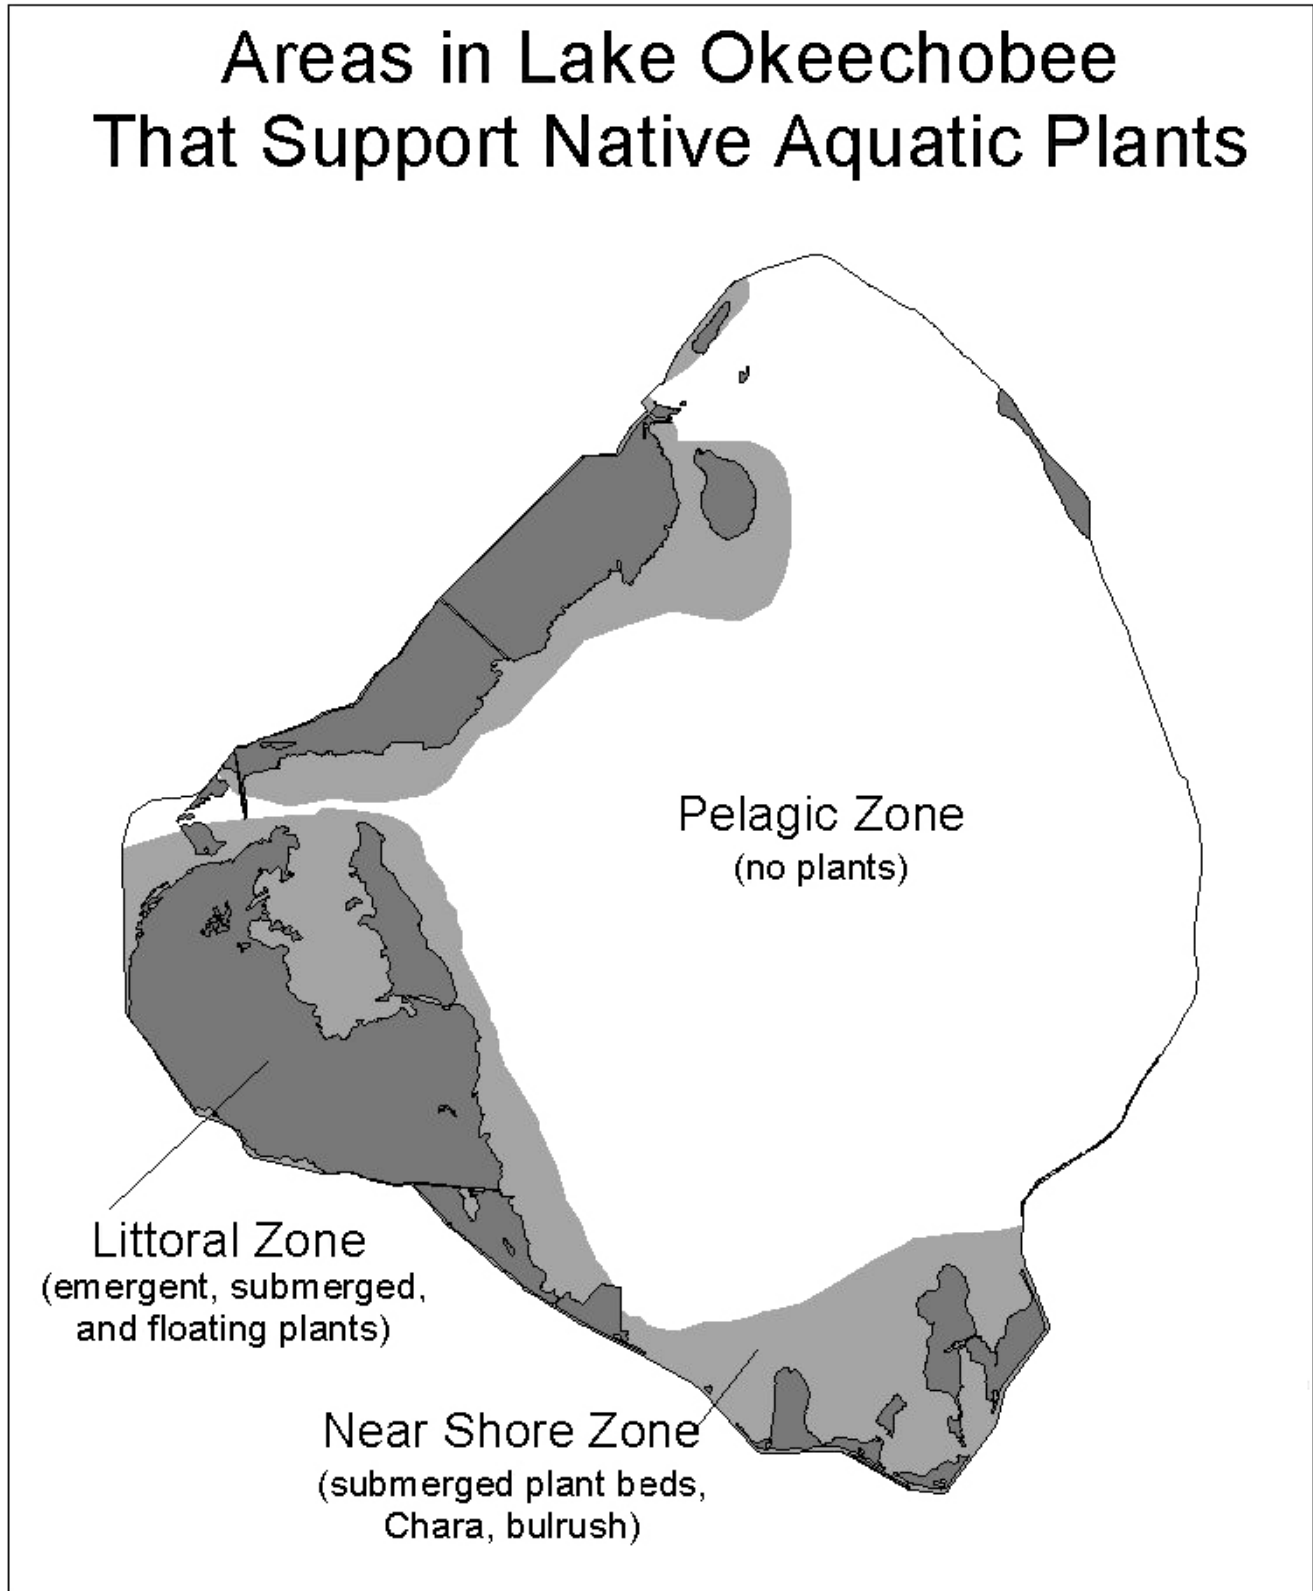 Areas in Lake Okeechobee
That Support Native Aquatic Plants
Pelagic Zone
(no plants)
Littoral Zone
(emergent, submerged,
and floating plants)
Near Shore Zone
(submerged plant beds,
Chara, bulrush)